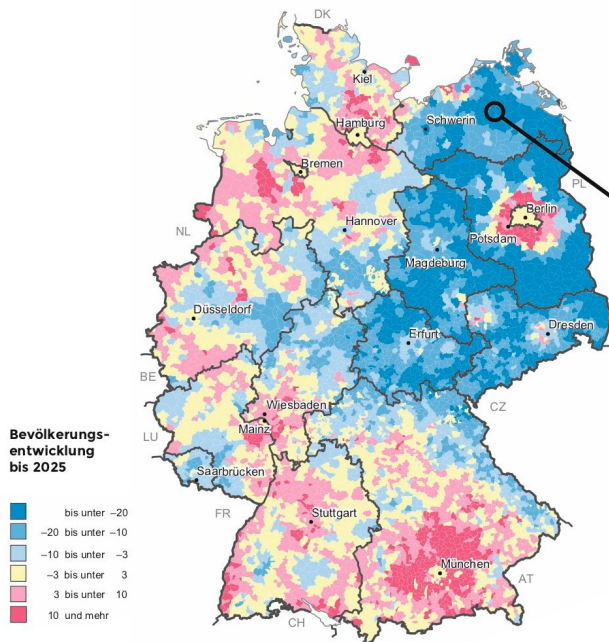 DK
Kiel
Hamburg
Schwerin
Bremen
PL
Berlin
NL
Hannover
Potsdam
Magdeburg
Düsseldorf
Erfurt
Dresden
BE
Wiesbaden
CZ
Mainz
LU
Bevölkerungs-
entwicklung
bis 2025
Saarbrücken
bis unter –20
FR
Stuttgart
–20 bis unter –10
–10 bis unter –3
–3 bis unter 3
München
AT
3 bis unter 10
10 und mehr
CH